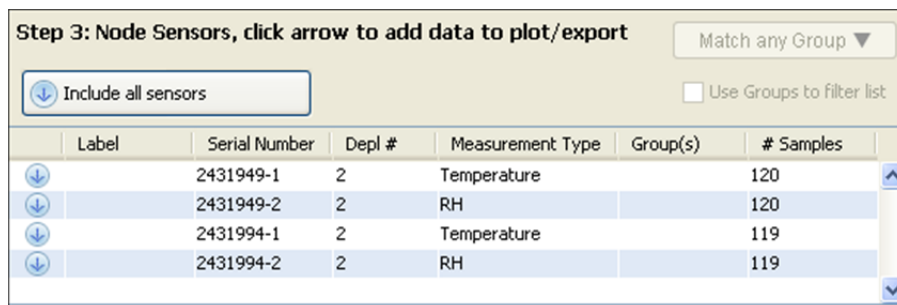 Step 3: Node Sensors, click arrow to add data to plot/export
Match any Group ▼
Include all sensors
Use Groups to filter list
Label Serial Number Depl # Measurement Type Group(s) # Samples
2431949-1 2 Temperature 120
2431949-2 2 RH 120
2431994-1 2 Temperature 119
2431994-2 2 RH 119